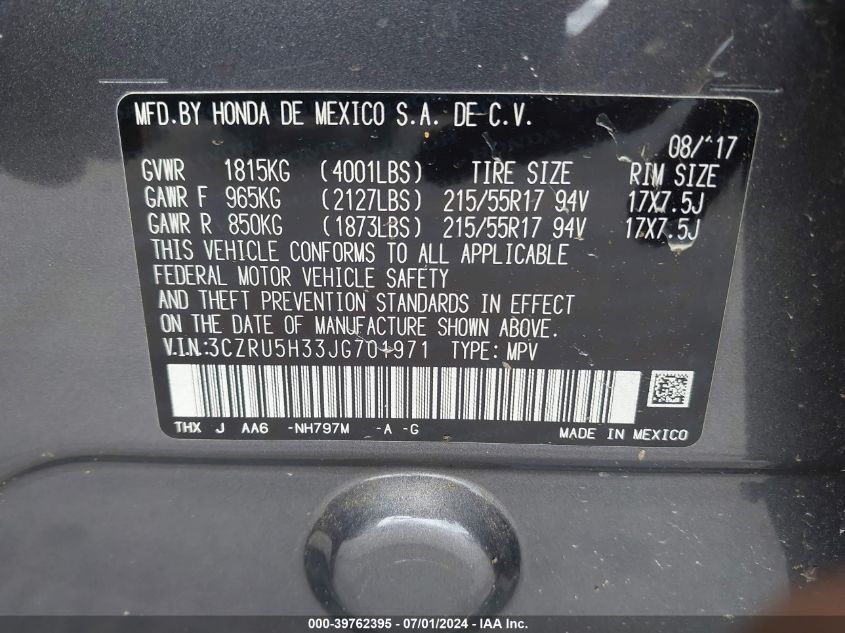 MFD.BY HONDA DE MEXICO S.A. DE C.V.
08/'17
GVWR 1815KG (4001LBS) TIRE SIZE RIM SIZE
GAWR F 965KG (2127LBS) 215/55R17 94V 17X7.5J
GAWR R 850KG (1873LBS) 215/55R17 94V 17X7.5J
THIS VEHICLE CONFORMS TO ALL APPLICABLE
FEDERAL MOTOR VEHICLE SAFETY
AND THEFT PREVENTION STANDARDS IN EFFECT
ON THE DATE OF MANUFACTURE SHOWN ABOVE.
V.I.N:3CZRU5H33JG701971 TYPE: MPV
THX J AA6 -NH797M -A -G
MADE IN MEXICO
000-39762395 - 07/01/2024 - IAA Inc.